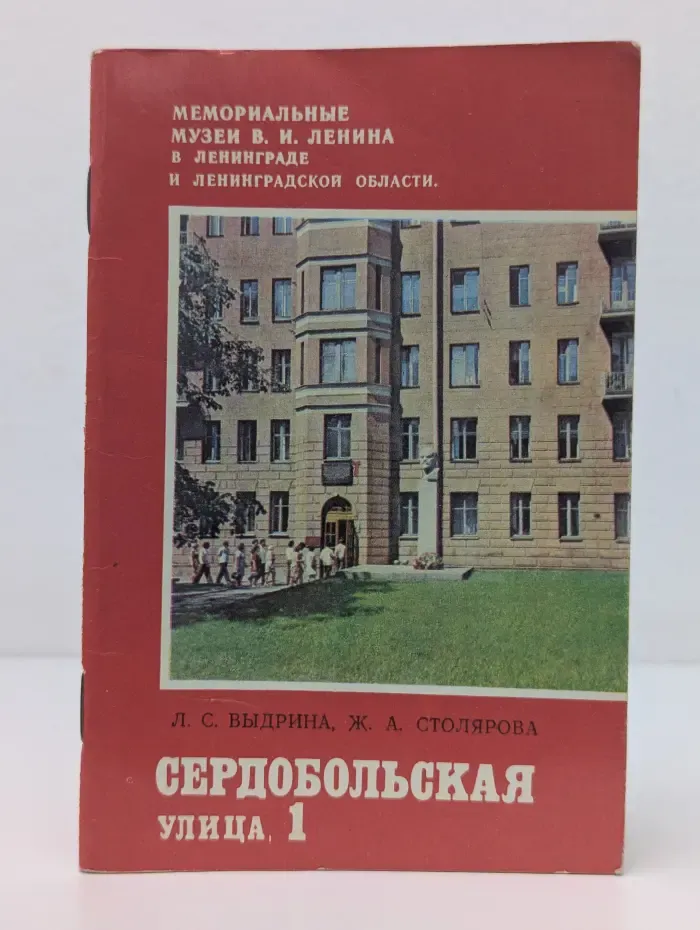 МЕМОРИАЛЬНЫЕ
МУЗЕИ В. И. ЛЕНИНА
В ЛЕНИНГРАДЕ
И ЛЕНИНГРАДСКОЙ ОБЛАСТИ.
Л. С. ВЫДРИНА, Ж. А. СТОЛЯРОВА
СЕРДОБОЛЬСКАЯ
УЛИЦА, 1